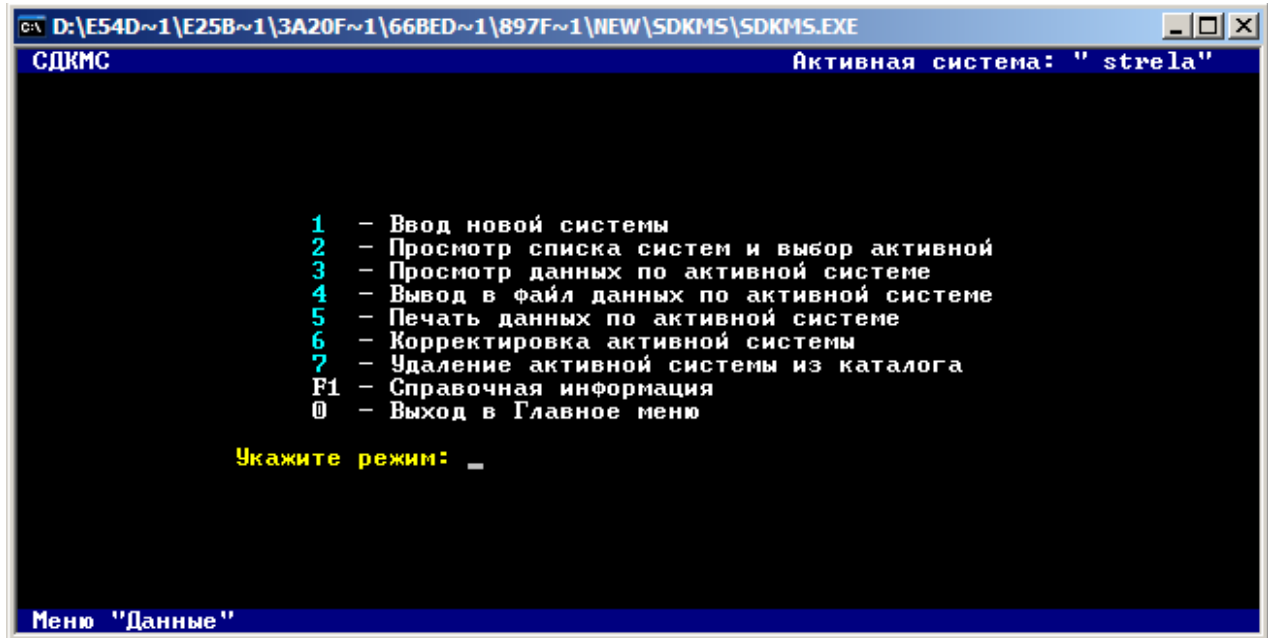 D:\E54D~1\E25B~1\3A20F~1\66BED~1\897F~1\NEW\SDKMS\SDKMS.EXE
СДКМС Активная система: " strela"
1 - Ввод новой системы
2 - Просмотр списка систем и выбор активной
3 - Просмотр данных по активной системе
4 - Вывод в файл данных по активной системе
5 - Печать данных по активной системе
6 - Корректировка активной системы
7 - Удаление активной системы из каталога
F1 - Справочная информация
0 - Выход в Главное меню
Укажите режим: _
Меню "Данные"